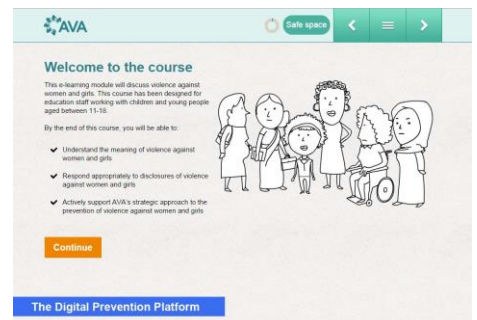 AVA
Safe space
Welcome to the course
This e-learning module will discuss violence against
women and girls. This course has been designed for
education staff working with children and young people
aged between 11-18.
By the end of this course, you will be able to:
Understand the meaning of violence against
women and girls
Respond appropriately to disclosures of violence
against women and girls
Actively support AVA's strategic approach to the
prevention of violence against women and girls
Continue
The Digital Prevention Platform